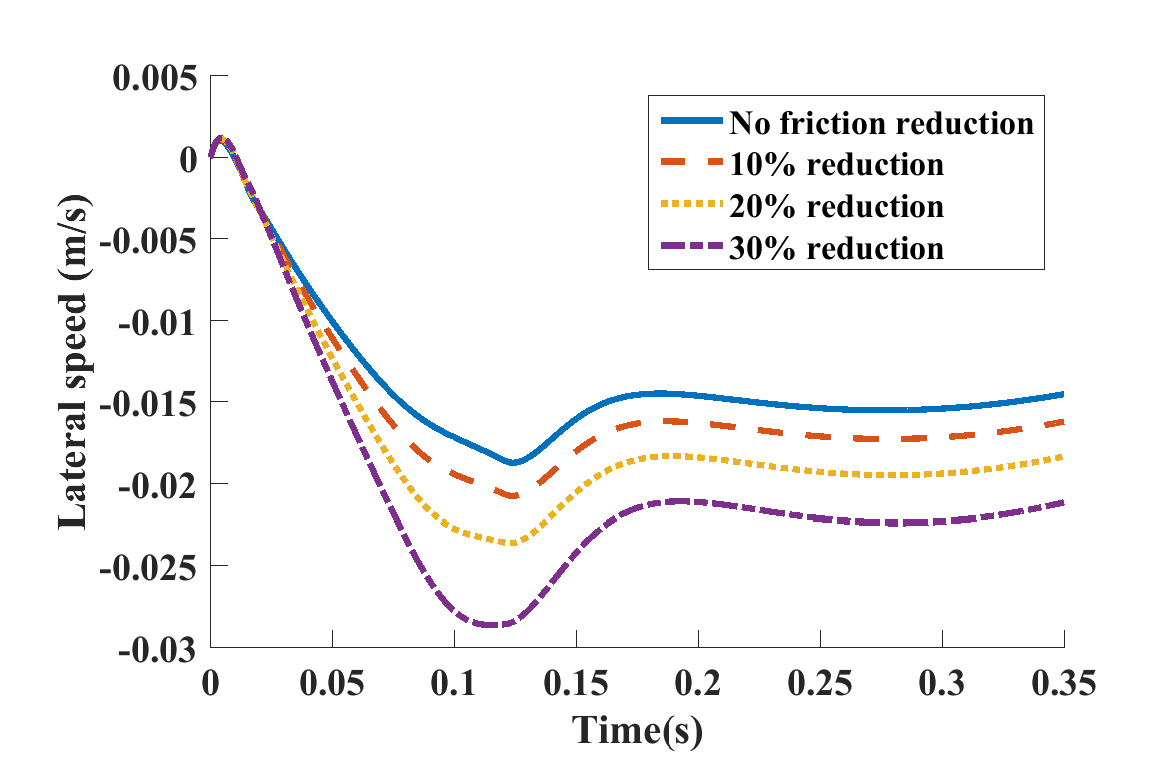 0.005
0
-0.005
-0.01
-0.015
-0.02
-0.025
-0.03
Lateral speed (m/s)
No friction reduction
10% reduction
20% reduction
30% reduction
0 0.05 0.1 0.15 0.2 0.25 0.3 0.35
Time(s)